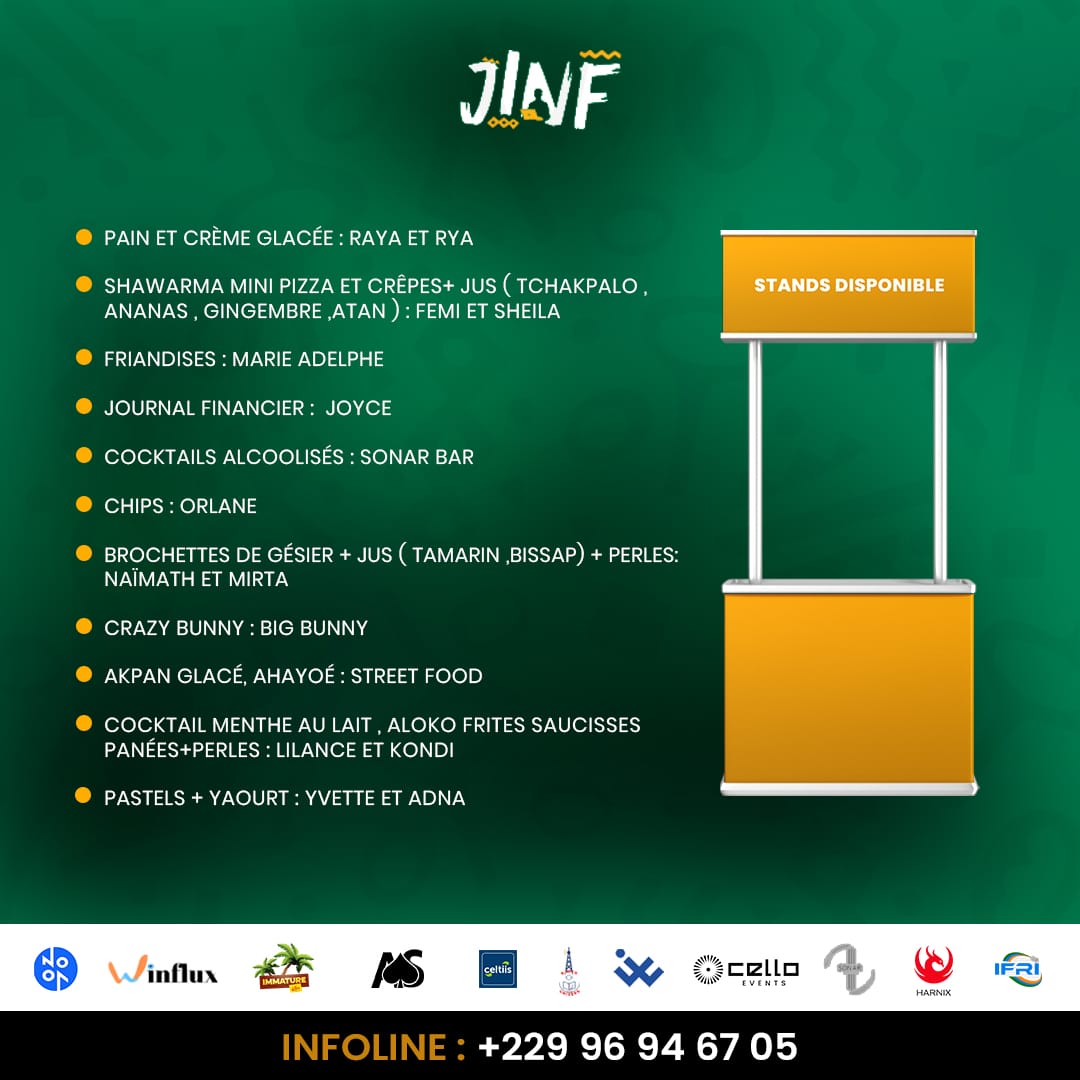 JINF
PAIN ET CRÈME GLACÉE : RAYA ET RYA
SHAWARMA MINI PIZZA ET CRÊPES+ JUS ( TCHAKPALO ,
ANANAS , GINGEMBRE ,ATAN ) : FEMI ET SHEILA
FRIANDISES : MARIE ADELPHE
JOURNAL FINANCIER :  JOYCE
COCKTAILS ALCOOLISÉS : SONAR BAR
CHIPS : ORLANE
BROCHETTES DE GÉSIER + JUS ( TAMARIN ,BISSAP) + PERLES:
NAÏMATH ET MIRTA
CRAZY BUNNY : BIG BUNNY
AKPAN GLACÉ, AHAYOÉ : STREET FOOD
COCKTAIL MENTHE AU LAIT , ALOKO FRITES SAUCISSES
PANÉES+PERLES : LILANCE ET KONDI
PASTELS + YAOURT : YVETTE ET ADNA
STANDS DISPONIBLE
NO
ON
Winflux
IMMATURE
AS
celtiis
cello
EVENTS
SONAR
HARNIX
IFRI
INFOLINE : +229 96 94 67 05